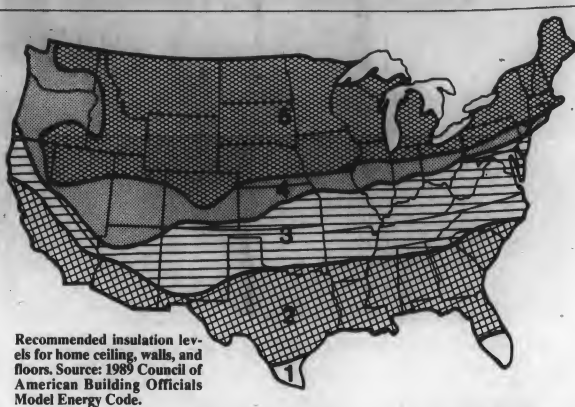 5
4
3
2
1
Recommended insulation lev-
els for home ceiling, walls, and
floors. Source: 1989 Council of
American Building Officials
Model Energy Code.